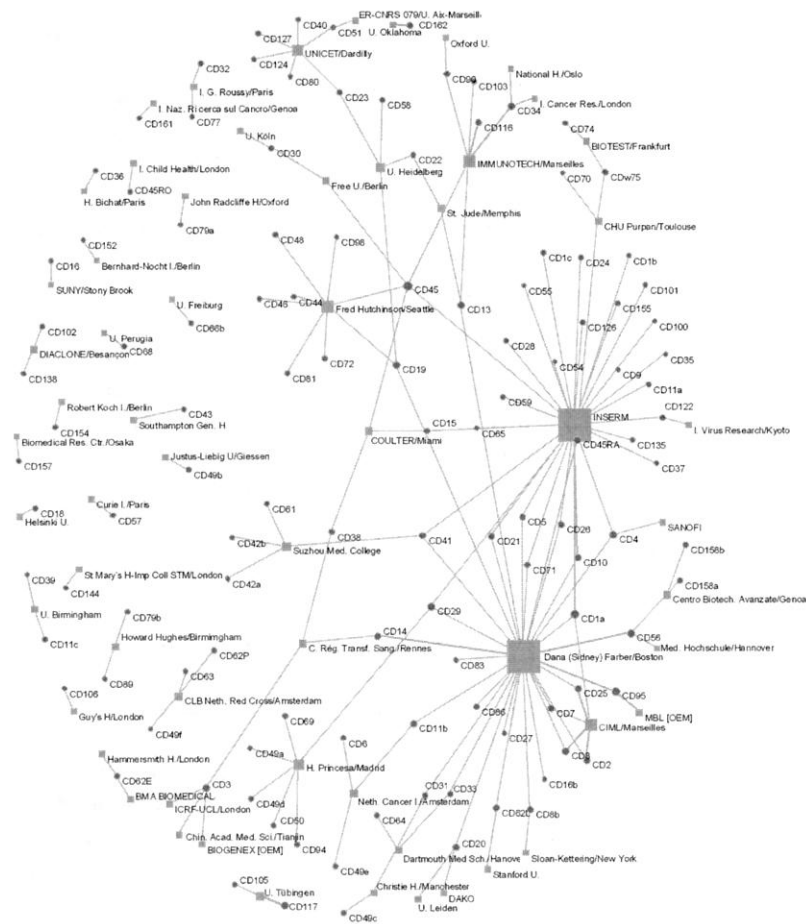 ER-CNRS 079/U. Aix-Marseill
CD40
CD51
U. Oklahoma
CD162
CD127
UNICET/Dardilly
Oxford U.
CD32
CD124
CD80
CD90
CD103
National H./Oslo
I. G. Roussy/Paris
CD23
CD58
I. Naz. Ricerca sul Cancro/Genoa
I. Cancer Res./London
CD34
CD161
CD77
CD116
CD74
U. Köln
BIOTEST/Frankfurt
CD30
CD22
IMMUNOTECH/Marseilles
CD36
I. Child Health/London
U. Heidelberg
CD70
CDw75
Free U./Berlin
H. Bichat/Paris
CD45RO
John Radcliffe H/Oxford
St. Jude/Memphis
CHU Purpan/Toulouse
CD79a
CD48
CD98
CD152
CD1c
CD24
CD1b
CD16
Bernhard-Nocht I./Berlin
SUNY/Stony Brook
CD45
CD55
CD101
U. Freiburg
CD46
CD44
Fred Hutchinson/Seattle
CD13
CD155
CD66b
CD126
CD100
CD102
U. Perugia
CD68
CD28
DIACLONE/Besançon
CD72
CD54
CD35
CD138
CD81
CD19
CD9
CD11a
Robert Koch I./Berlin
CD59
CD43
INSERM
CD122
CD154
Southampton Gen. H
CD15
CD65
I. Virus Research/Kyoto
Biomedical Res. Ctr./Osaka
COULTER/Miami
CD45RA
CD135
CD157
Justus-Liebig U/Giessen
CD37
CD49b
Curie I./Paris
CD61
CD18
CD57
CD5
CD26
SANOFI
Helsinki U.
CD42b
CD38
CD41
CD21
CD4
Suzhou Med. College
CD158b
CD10
CD39
St Mary's H-Imp Coll STM/London
CD42a
CD71
CD144
CD158a
Centro Biotech. Avanzate/Genoa
U. Birmingham
CD79b
CD29
CD1a
CD11c
Howard Hughes/Birmimgham
CD14
CD56
CD62P
C. Rég. Transf. Sang./Rennes
Med. Hochschule/Hannover
CD63
CD83
Dana (Sidney) Farber/Boston
CD89
CD106
CLB Neth. Red Cross/Amsterdam
CD25
CD95
Guy's H/London
CD69
CD86
CD7
MBL [OEM]
CD49f
CD11b
CIML/Marseilles
CD6
CD27
Hammersmith H./London
CD49a
CD8
CD2
H. Princesa/Madrid
CD62E
CD3
CD31
CD33
CD16b
BMA BIOMEDICAL
CD49d
Neth. Cancer I./Amsterdam
ICRF-UCL/London
CD50
CD64
CD62L
CD6b
Chin. Acad. Med. Sci./Tianjin
CD94
CD20
BIOGENEX [OEM]
Dartmouth Med Sch./Hanove
Sloan-Kettering/New York
CD49e
Stanford U.
CD105
Christie H./Manchester
U. Tübingen
DAKO
CD117
CD49c
U. Leiden